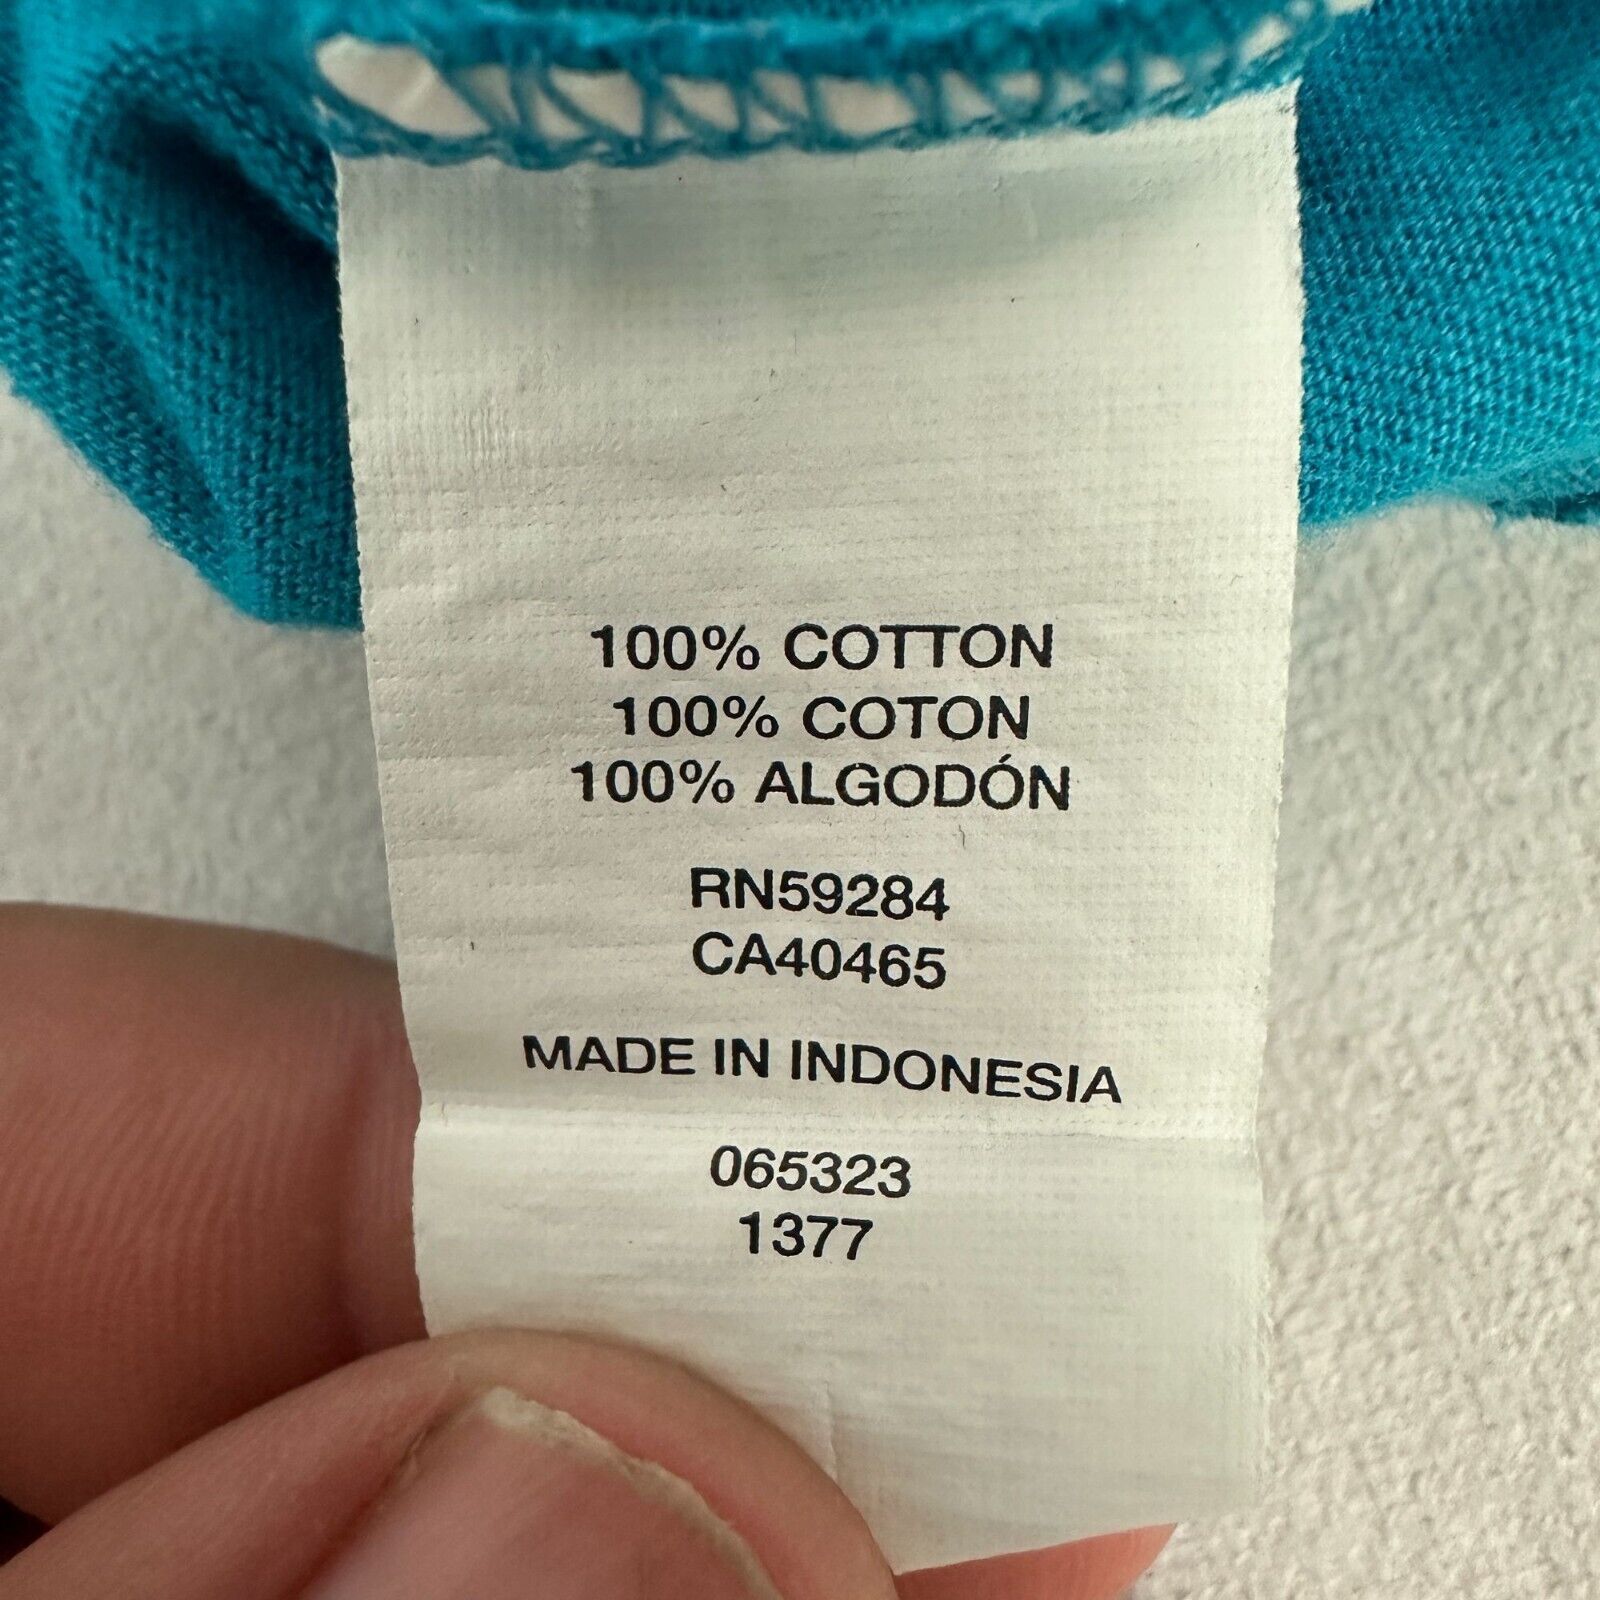 100% COTTON
100% COTON
100% ALGODÓN
RN59284
CA40465
MADE IN INDONESIA
065323
1377